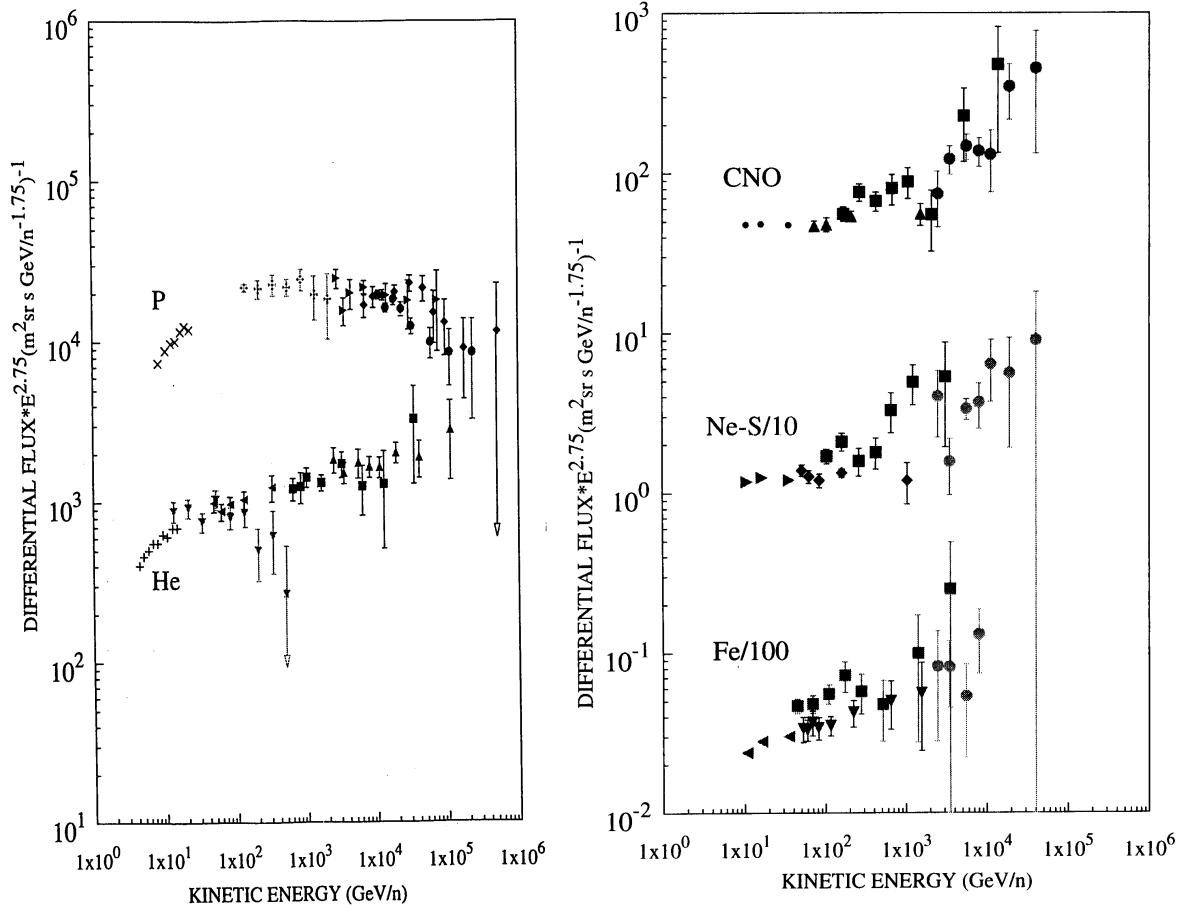 10^6
10^5
10^4
10^3
10^2
10^1
DIFFERENTIAL FLUX*E^2.75(m^2sr s GeV/n^-1.75)-1
P
He
1x10^0 1x10^1 1x10^2 1x10^3 1x10^4 1x10^5 1x10^6
KINETIC ENERGY (GeV/n)
10^3
10^2
10^1
10^0
10^-1
10^-2
DIFFERENTIAL FLUX*E^2.75(m^2sr s GeV/n^-1.75)-1
CNO
Ne-S/10
Fe/100
1x10^0 1x10^1 1x10^2 1x10^3 1x10^4 1x10^5 1x10^6
KINETIC ENERGY (GeV/n)